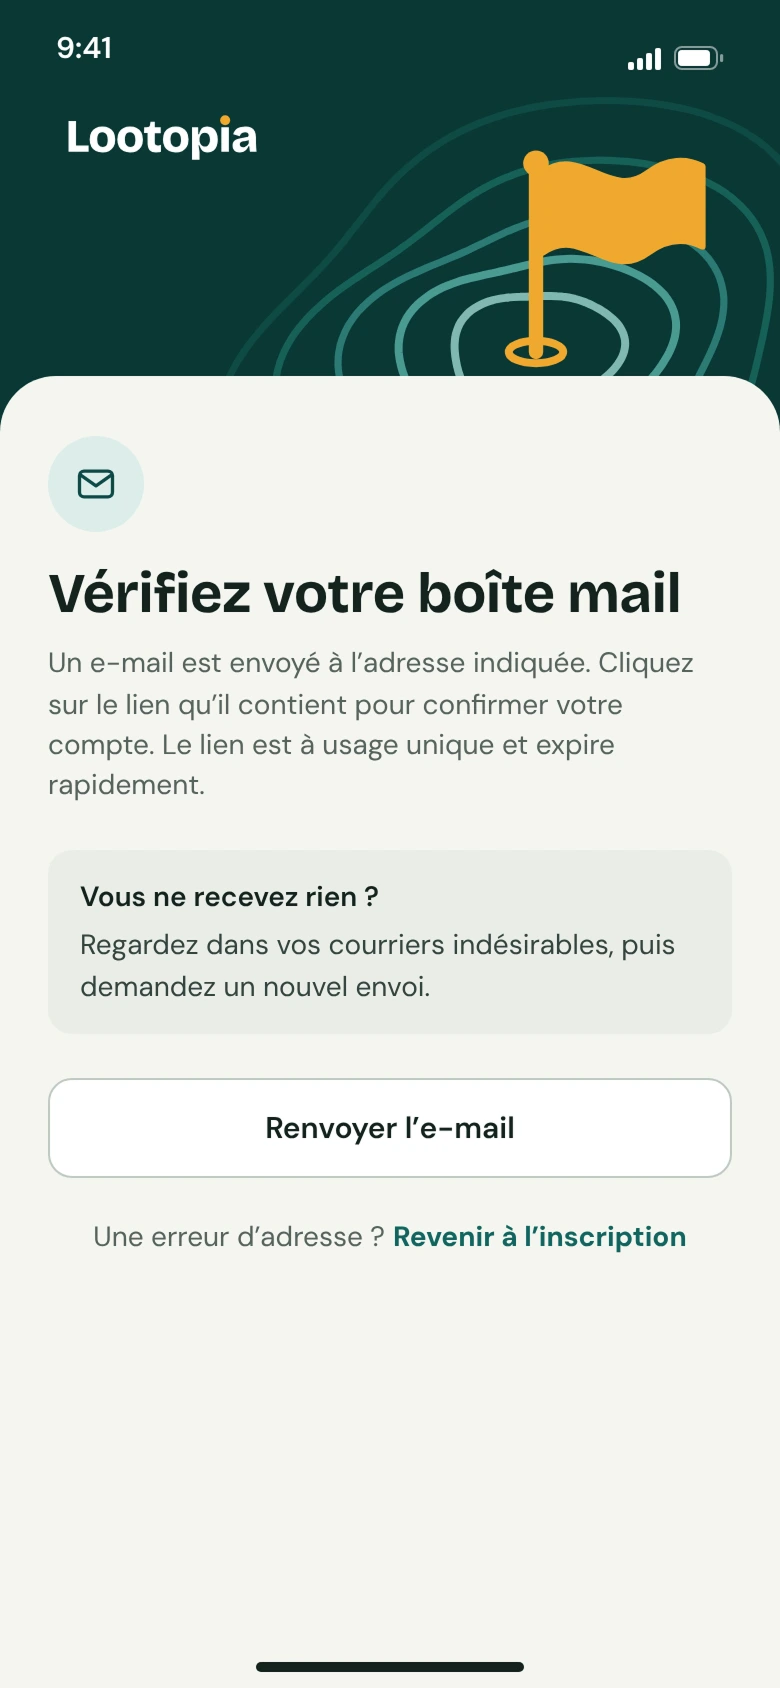 9:41
Lootopia
Vérifiez votre boîte mail
Un e-mail est envoyé à l’adresse indiquée. Cliquez
sur le lien qu’il contient pour confirmer votre
compte. Le lien est à usage unique et expire
rapidement.
Vous ne recevez rien ?
Regardez dans vos courriers indésirables, puis
demandez un nouvel envoi.
Renvoyer l’e-mail
Une erreur d’adresse ? Revenir à l’inscription